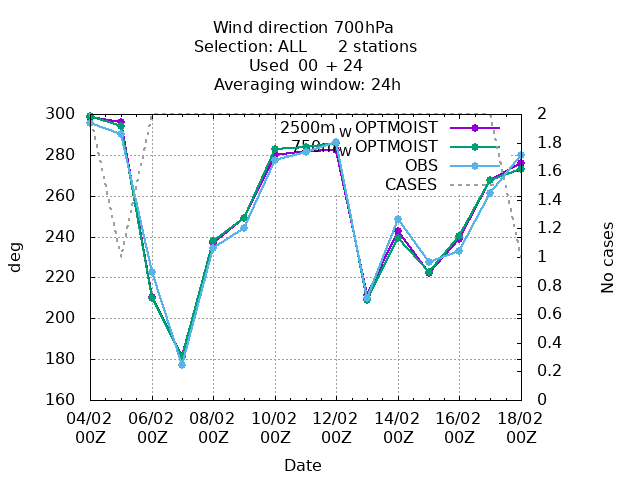 Wind direction 700hPa
Selection: ALL 2 stations
Used 00 + 24
Averaging window: 24h
300
280
260
240
220
200
180
160
deg
2
1.8
1.6
1.4
1.2
1
0.8
0.6
0.4
0.2
0
No cases
2500m_W OPTMOIST
750m_W OPTMOIST
OBS
CASES
04/02 06/02 08/02 10/02 12/02 14/02 16/02 18/02
00Z 00Z 00Z 00Z 00Z 00Z 00Z 00Z
Date